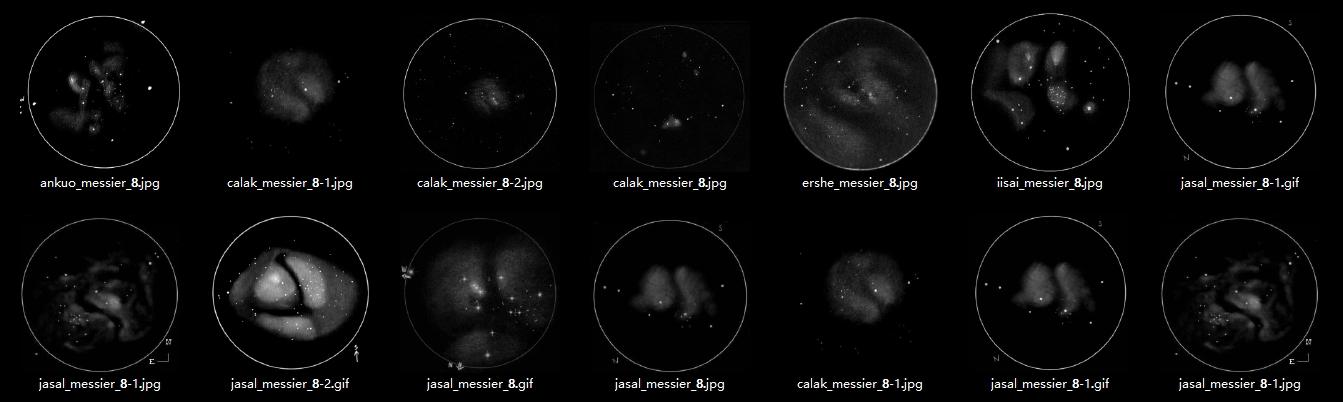 ankuo_messier_8.jpg
calak_messier_8-1.jpg
calak_messier_8-2.jpg
calak_messier_8.jpg
ershe_messier_8.jpg
iisai_messier_8.jpg
jasal_messier_8-1.gif
jasal_messier_8-1.jpg
jasal_messier_8-2.gif
jasal_messier_8.gif
jasal_messier_8.jpg
calak_messier_8-1.jpg
jasal_messier_8-1.gif
jasal_messier_8-1.jpg